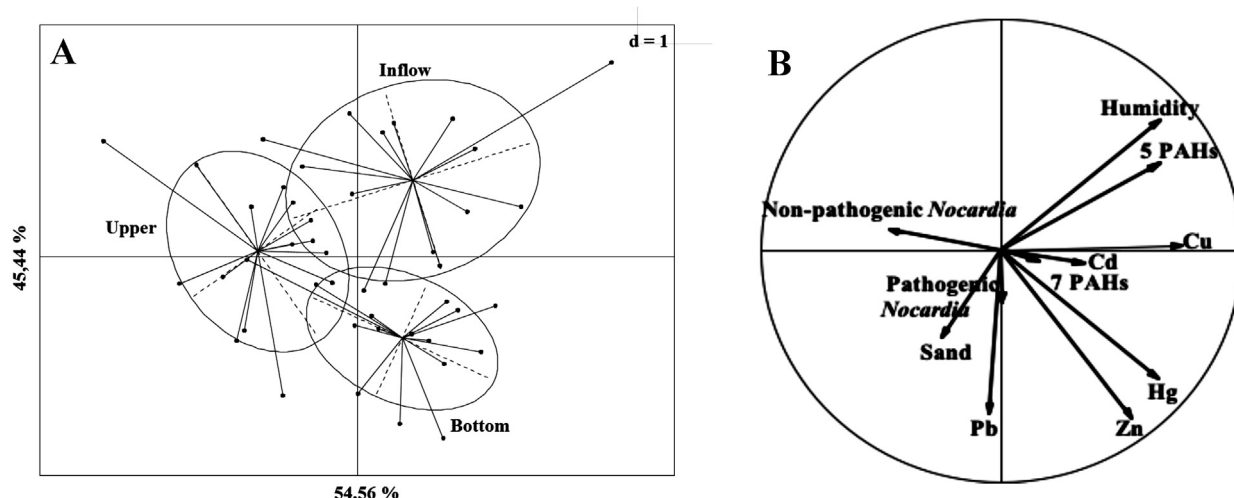 A
d = 1
Inflow
Upper
Bottom
45,44 %
54,56 %
B
Humidity
5 PAHs
Non-pathogenic Nocardia
Cu
Cd
7 PAHs
Pathogenic
Nocardia
Sand
Hg
Pb
Zn